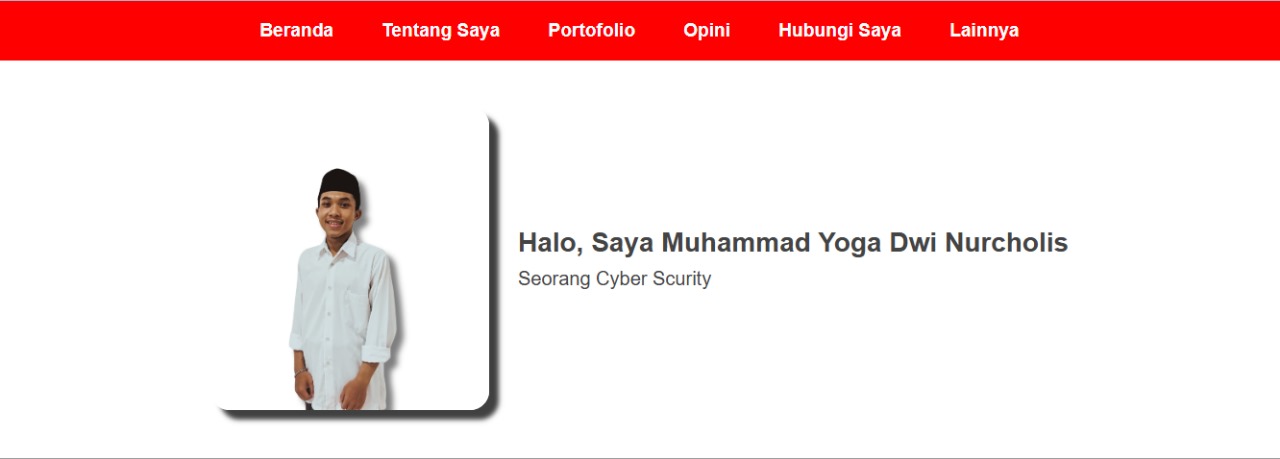 Beranda Tentang Saya Portofolio Opini Hubungi Saya Lainnya
Halo, Saya Muhammad Yoga Dwi Nurcholis
Seorang Cyber Scurity